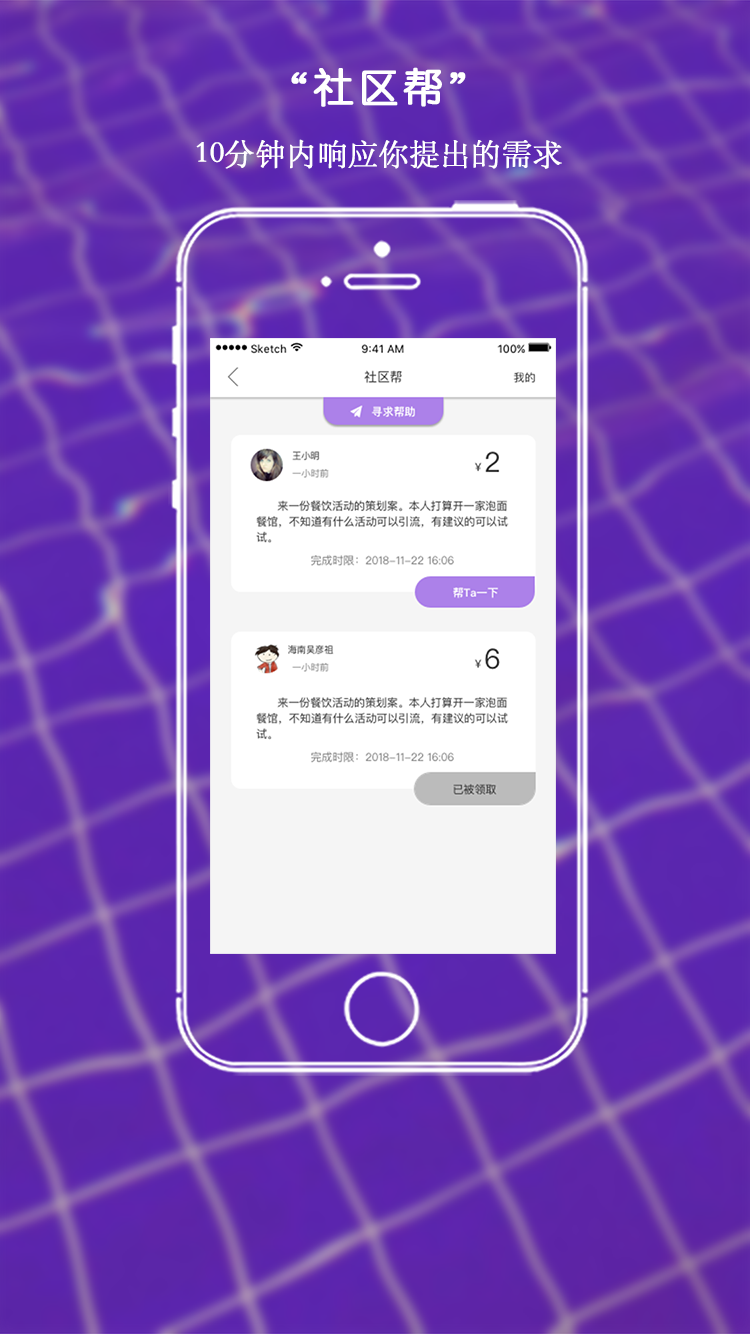 “社区帮”
10分钟内响应你提出的需求
Sketch 9:41 AM 100%
社区帮 我的
寻求帮助
王小明
一小时前
¥2
来一份餐饮活动的策划案。本人打算开一家泡面
餐馆，不知道有什么活动可以引流，有建议的可以试
试。
完成时限：2018-11-22 16:06
帮Ta一下
海南吴彦祖
一小时前
¥6
来一份餐饮活动的策划案。本人打算开一家泡面
餐馆，不知道有什么活动可以引流，有建议的可以试
试。
完成时限：2018-11-22 16:06
已被领取